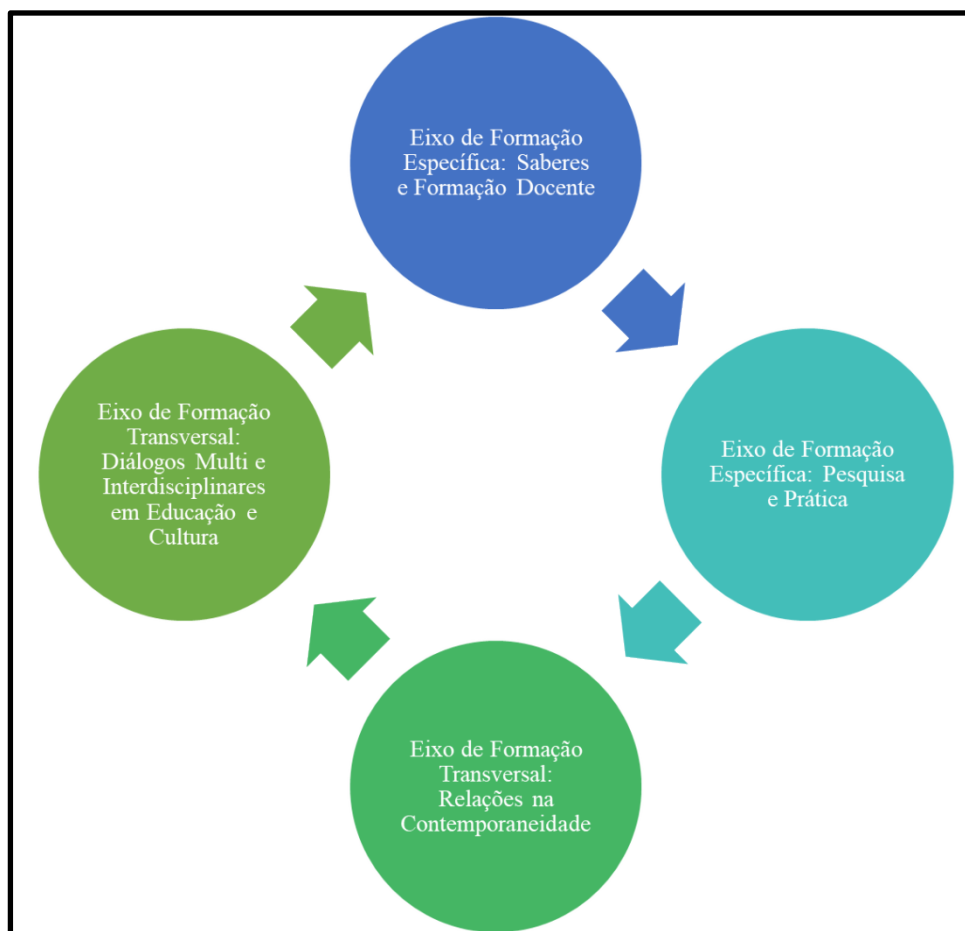 Eixo de Formação
Específica: Saberes
e Formação Docente
Eixo de Formação
Específica: Pesquisa
e Prática
Eixo de Formação
Transversal:
Relações na
Contemporaneidade
Eixo de Formação
Transversal:
Diálogos Multi e
Interdisciplinares
em Educação e
Cultura